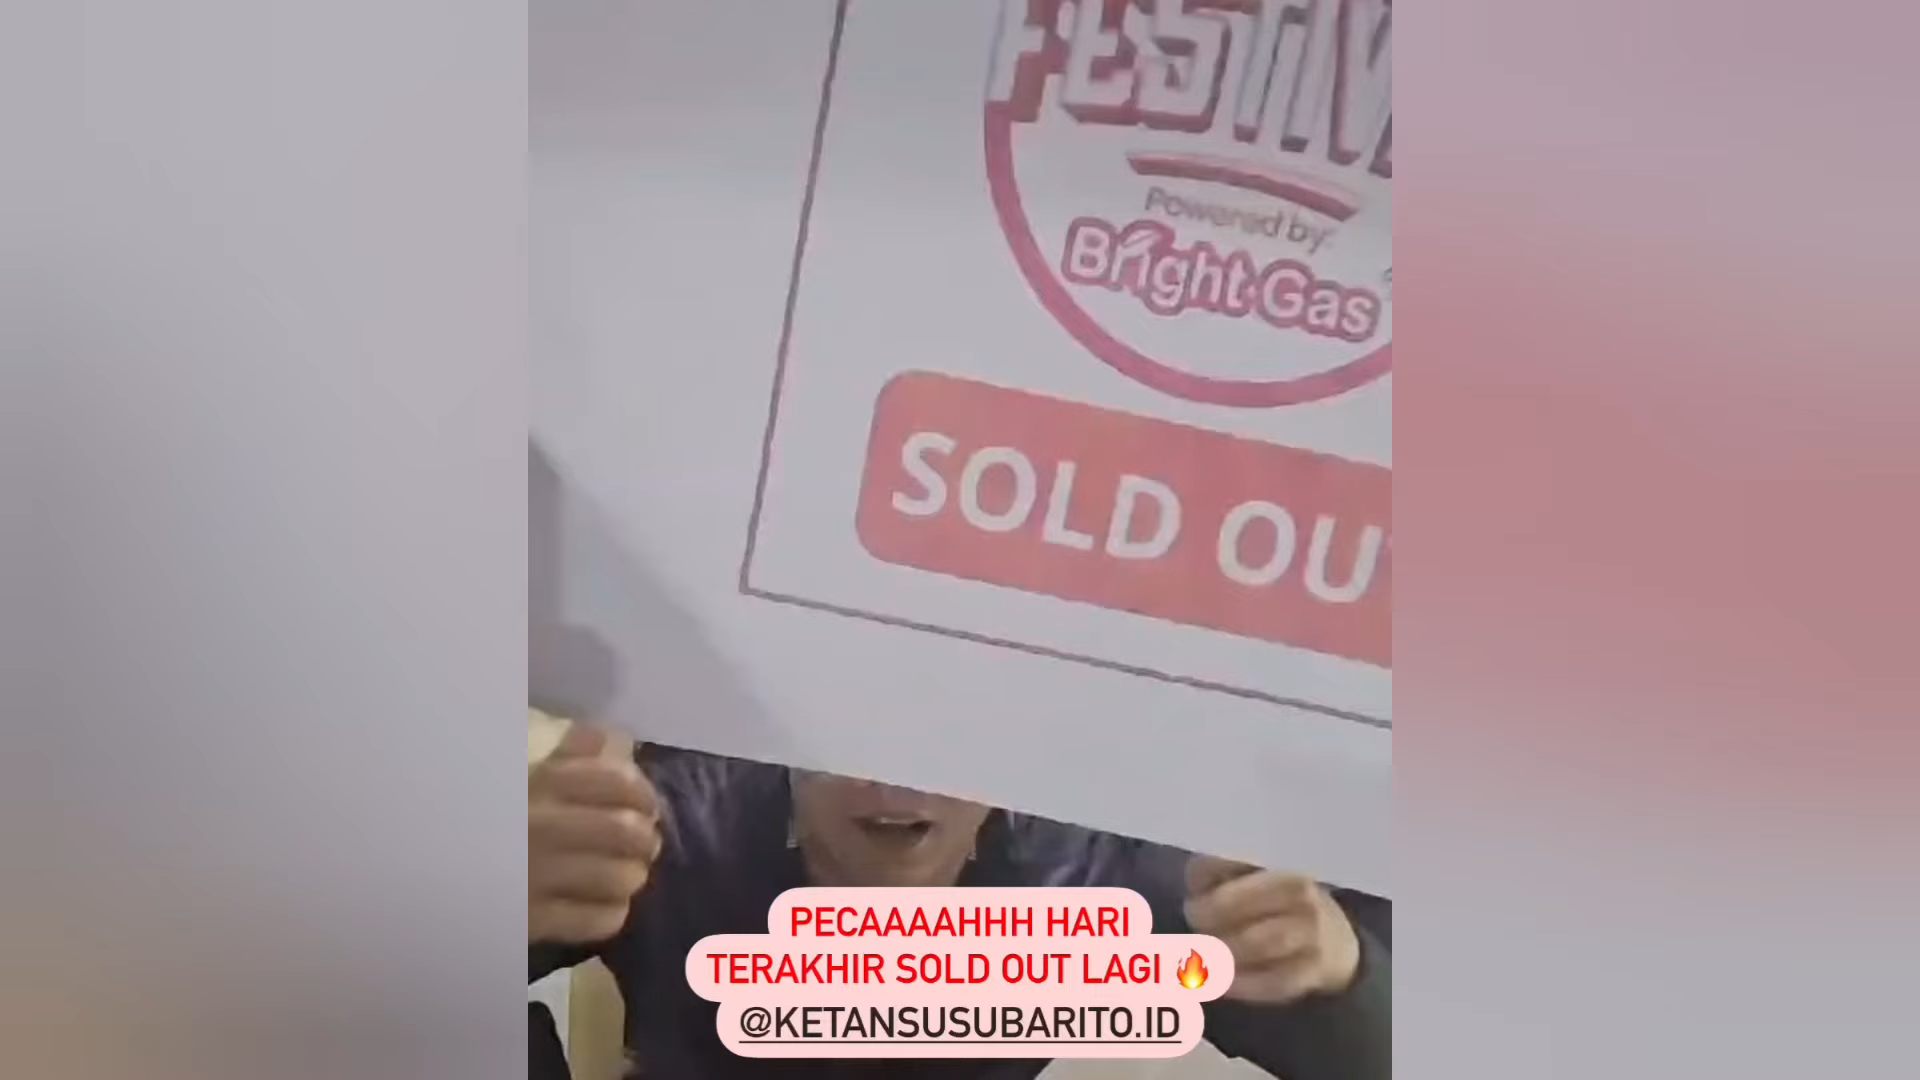 FESTIV
Powered by:
Bright Gas
SOLD OU
PECAAAAHHH HARI
TERAKHIR SOLD OUT LAGI 🔥
@KETANSUSUBARITO.ID